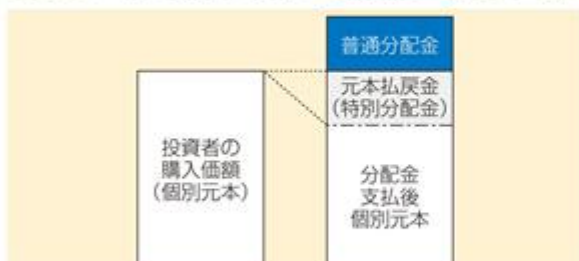 普通分配金
元本払戻金
(特別分配金)
投資者の
購入価額
(個別元本)
分配金
支払後
個別元本